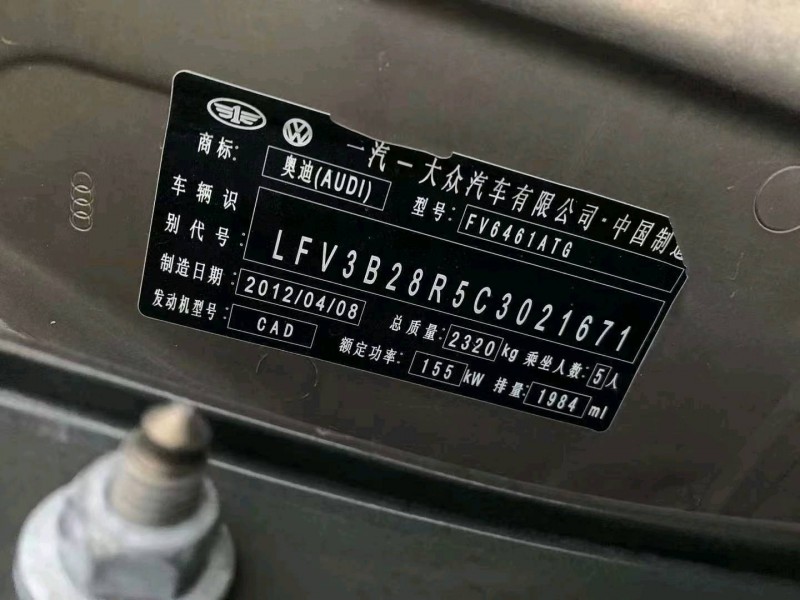 一汽一大众汽车有限公司·中国制造
商标: 奥迪(AUDI) 型号: FV6461ATG
车辆识别代号: LFV3B28R5C3021671
制造日期: 2012/04/08 总质量: 2320 kg 乘坐人数: 5 人
发动机型号: CAD 额定功率: 155 kW 排量: 1984 ml